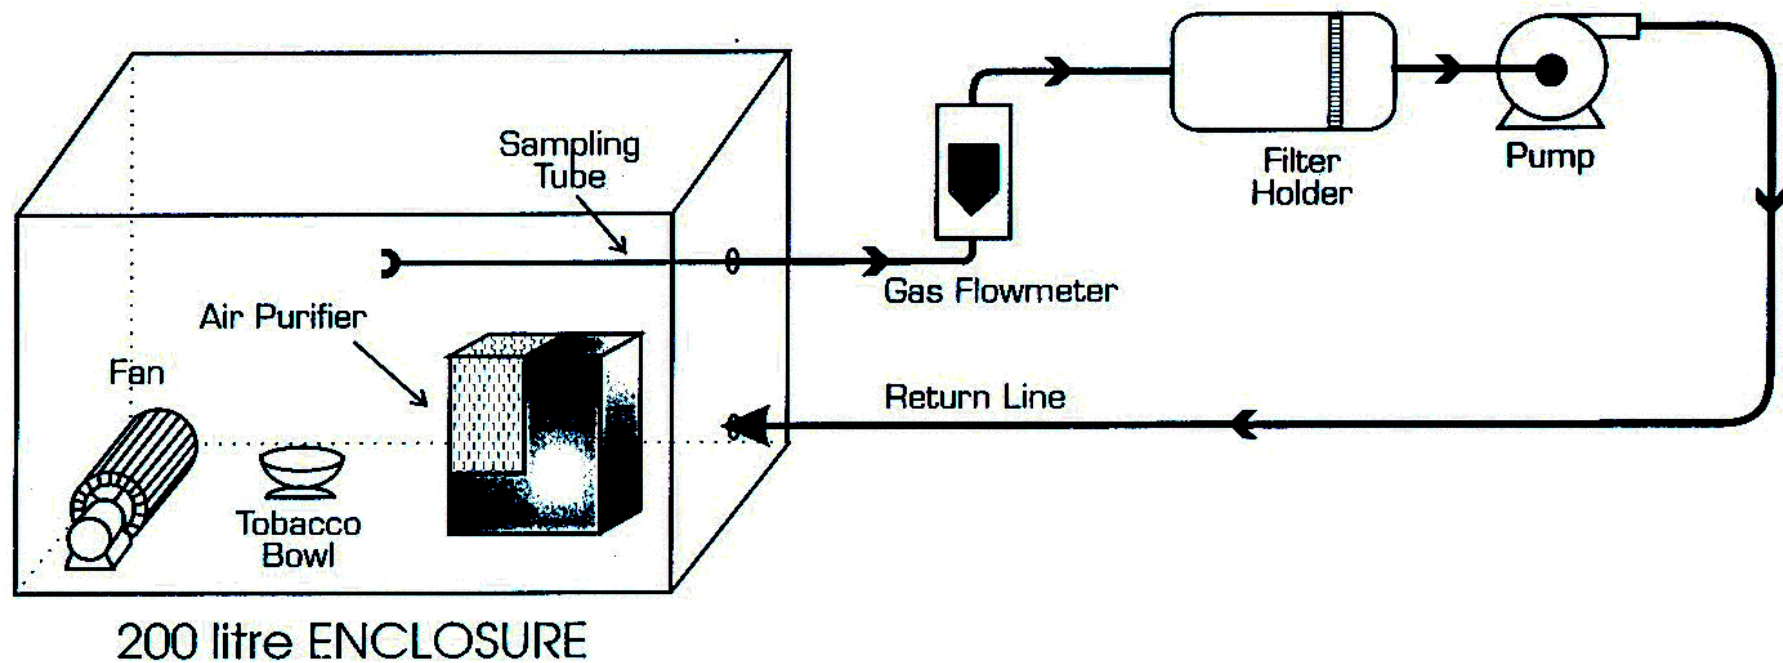 Sampling
Tube
Filter
Holder
Pump
Gas Flowmeter
Air Purifier
Fan
Return Line
Tobacco
Bowl
200 litre ENCLOSURE